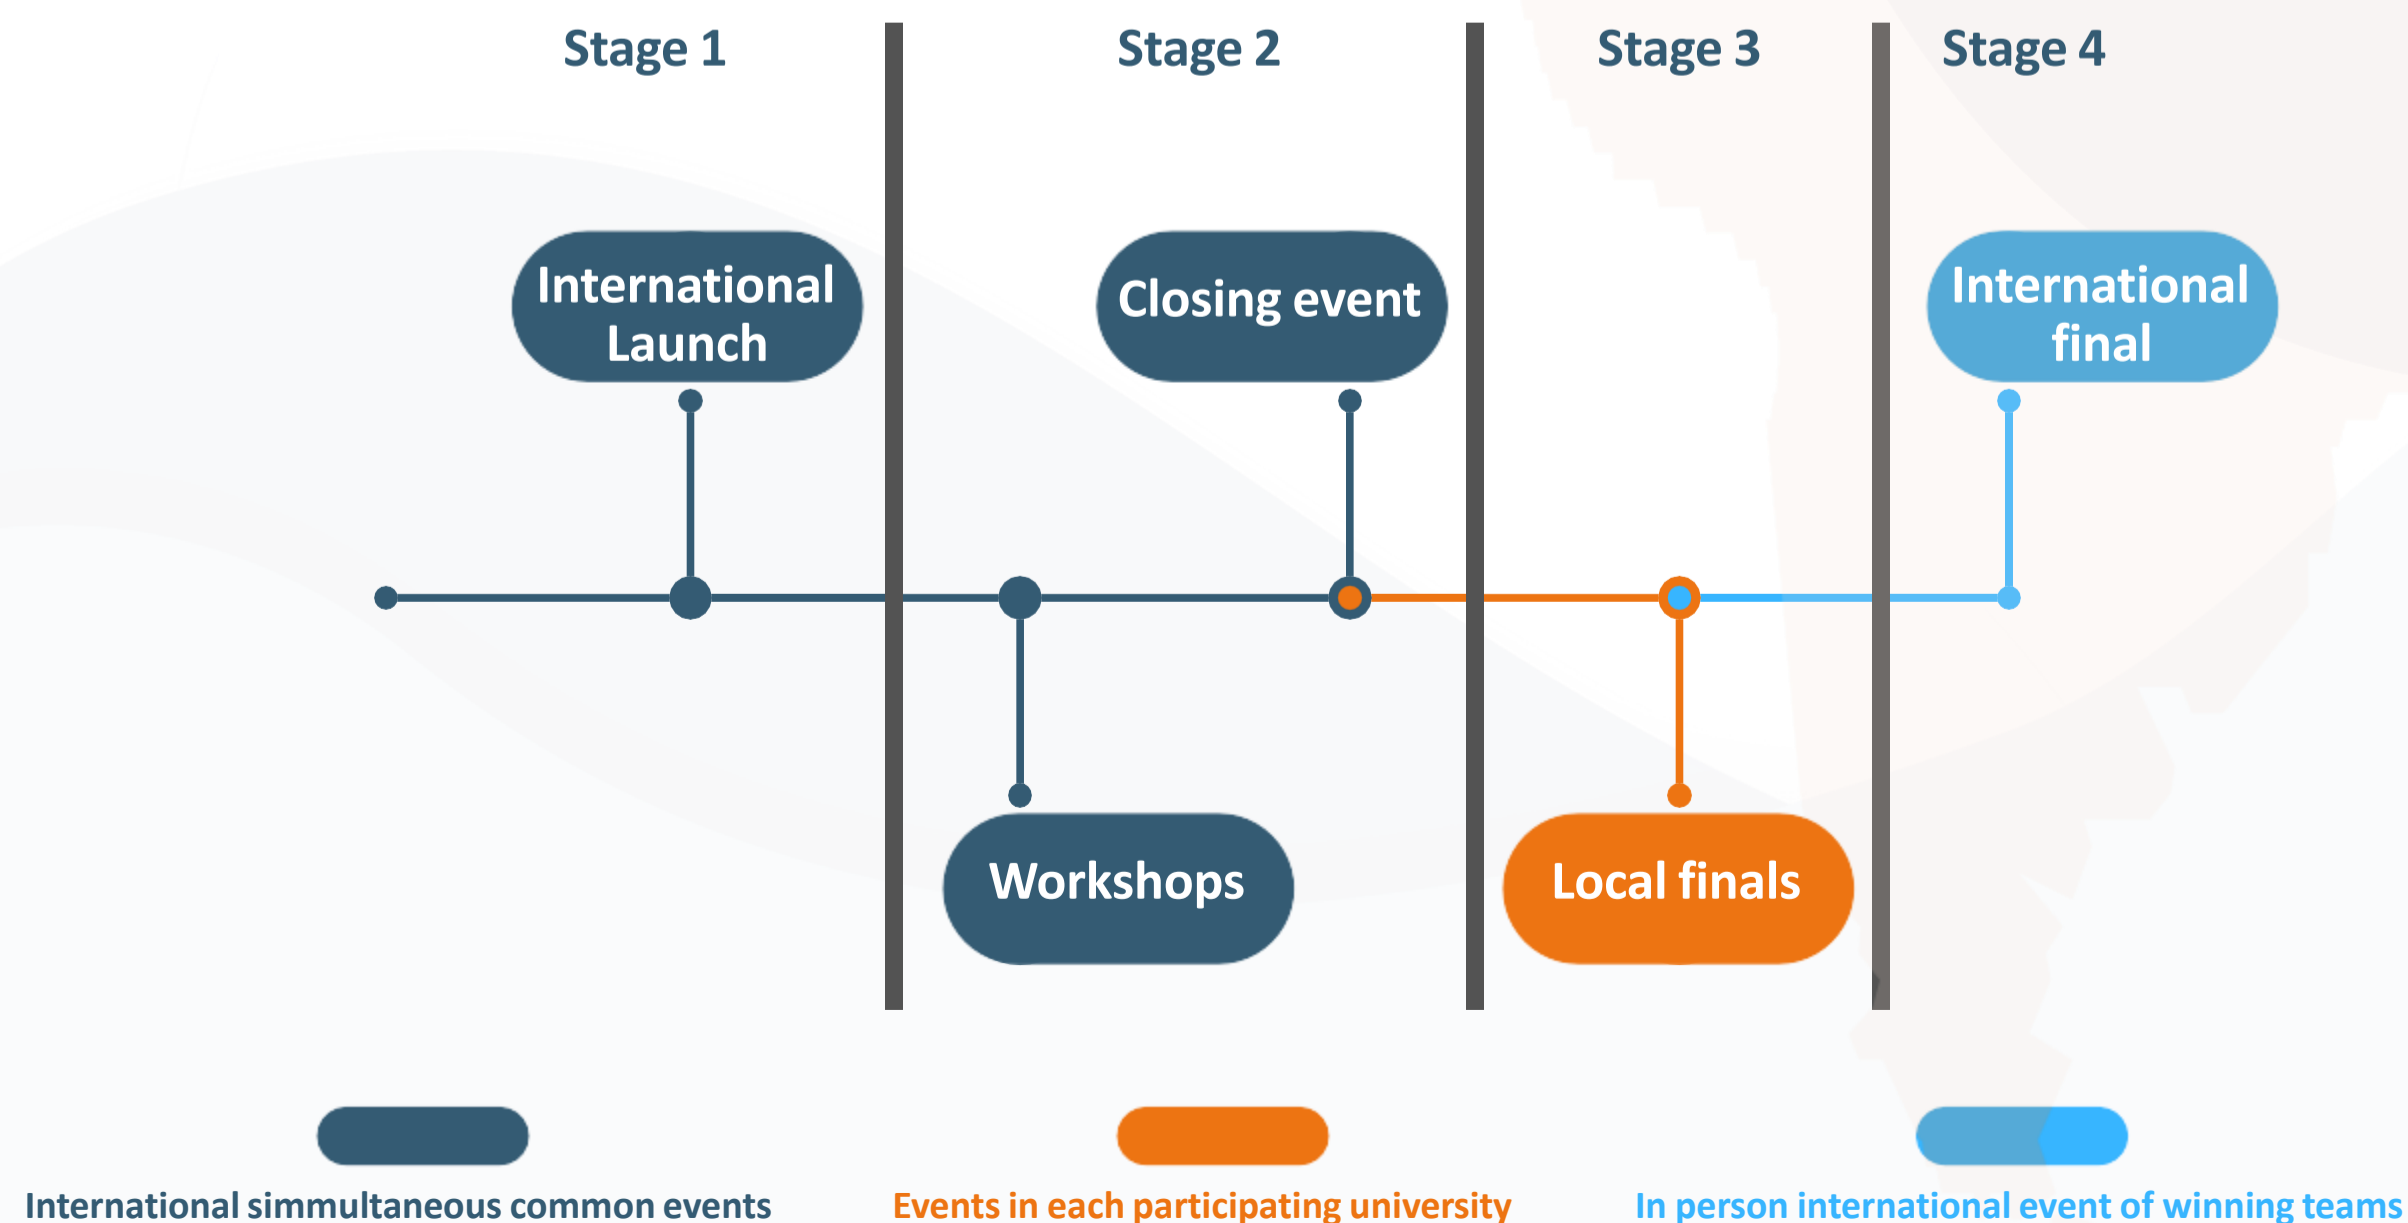 Stage 1
Stage 2
Stage 3
Stage 4
International
Launch
Closing event
International
final
Workshops
Local finals
International simmultaneous common events
Events in each participating university
In person international event of winning teams